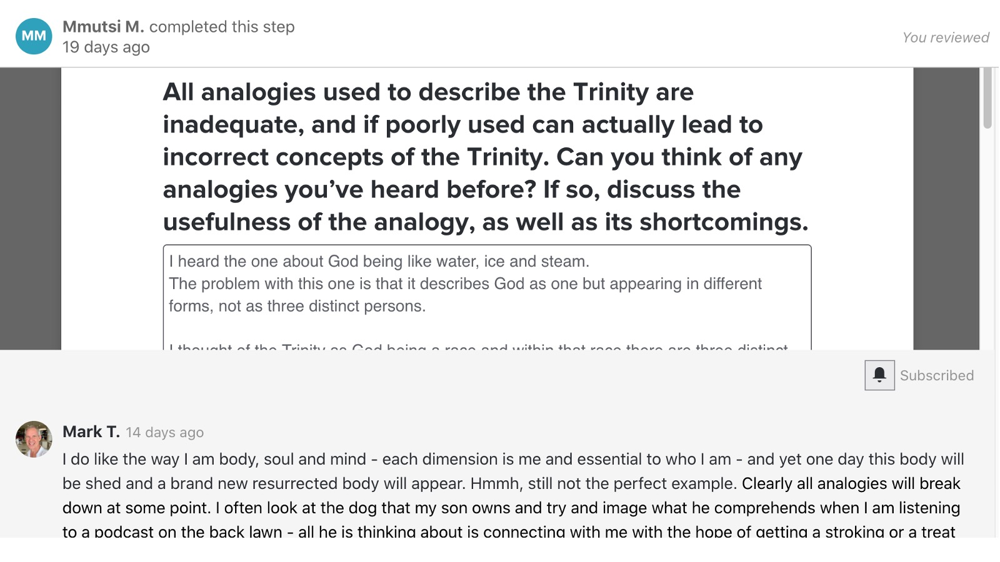 MM
Mmutsi M. completed this step
19 days ago
You reviewed
All analogies used to describe the Trinity are
inadequate, and if poorly used can actually lead to
incorrect concepts of the Trinity. Can you think of any
analogies you’ve heard before? If so, discuss the
usefulness of the analogy, as well as its shortcomings.
I heard the one about God being like water, ice and steam.
The problem with this one is that it describes God as one but appearing in different
forms, not as three distinct persons.
I thought of the Trinity as God being a race and within that race there are three distinct
Subscribed
Mark T. 14 days ago
I do like the way I am body, soul and mind - each dimension is me and essential to who I am - and yet one day this body will
be shed and a brand new resurrected body will appear. Hmmh, still not the perfect example. Clearly all analogies will break
down at some point. I often look at the dog that my son owns and try and image what he comprehends when I am listening
to a podcast on the back lawn - all he is thinking about is connecting with me with the hope of getting a stroking or a treat